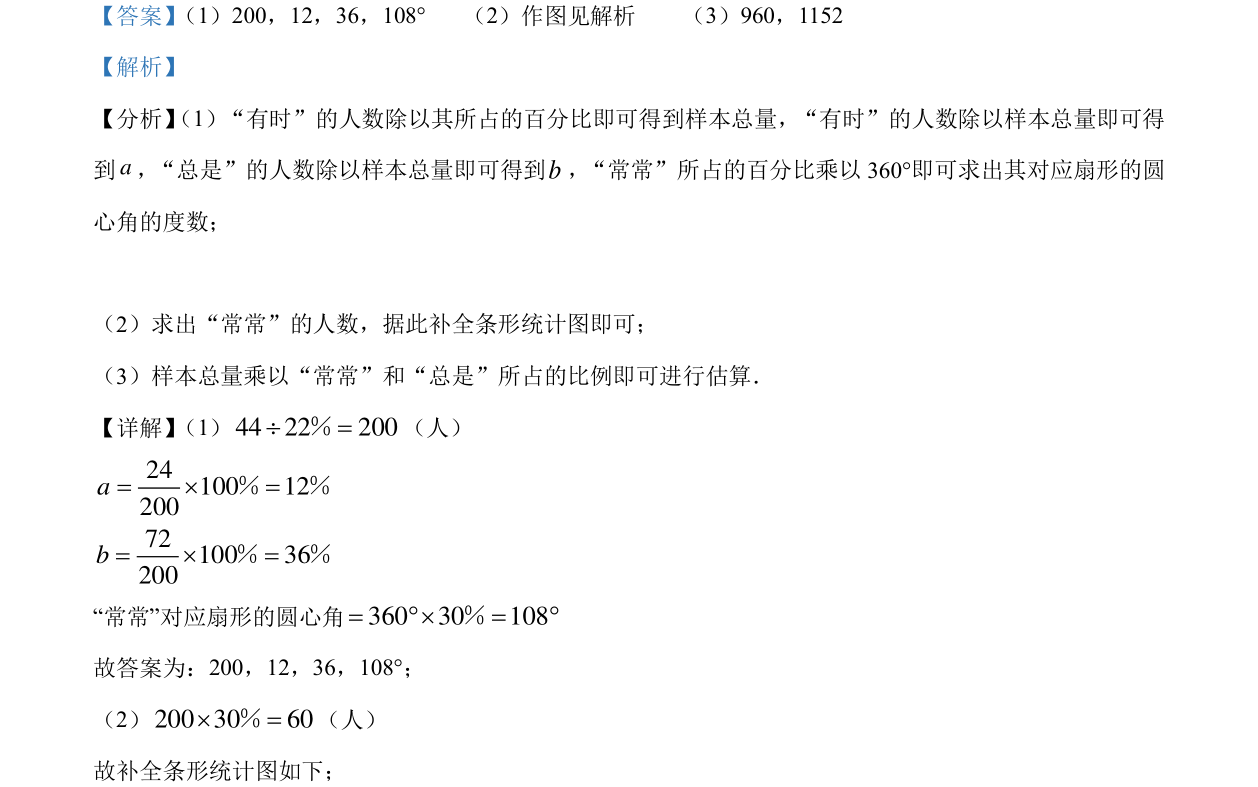 【答案】（1）200，12，36，108° （2）作图见解析 （3）960，1152
【解析】
【分析】（1）“有时”的人数除以其所占的百分比即可得到样本总量，“有时”的人数除以样本总量即可得
到a，“总是”的人数除以样本总量即可得到b，“常常”所占的百分比乘以 360°即可求出其对应扇形的圆
心角的度数；
（2）求出“常常”的人数，据此补全条形统计图即可；
（3）样本总量乘以“常常”和“总是”所占的比例即可进行估算．
【详解】（1）44÷22%＝200（人）
a＝24/200×100%＝12%
b＝72/200×100%＝36%
“常常”对应扇形的圆心角＝360°×30%＝108°
故答案为：200，12，36，108°；
（2）200×30%＝60（人）
故补全条形统计图如下；